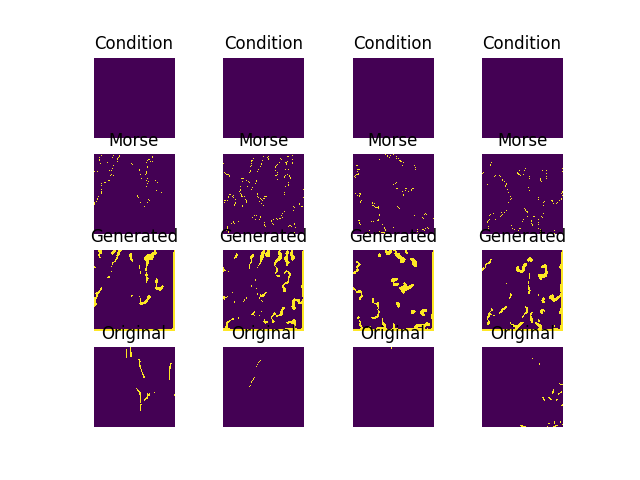 Condition Condition Condition Condition
Morse Morse Morse Morse
Generated Generated Generated Generated
Original Original Original Original